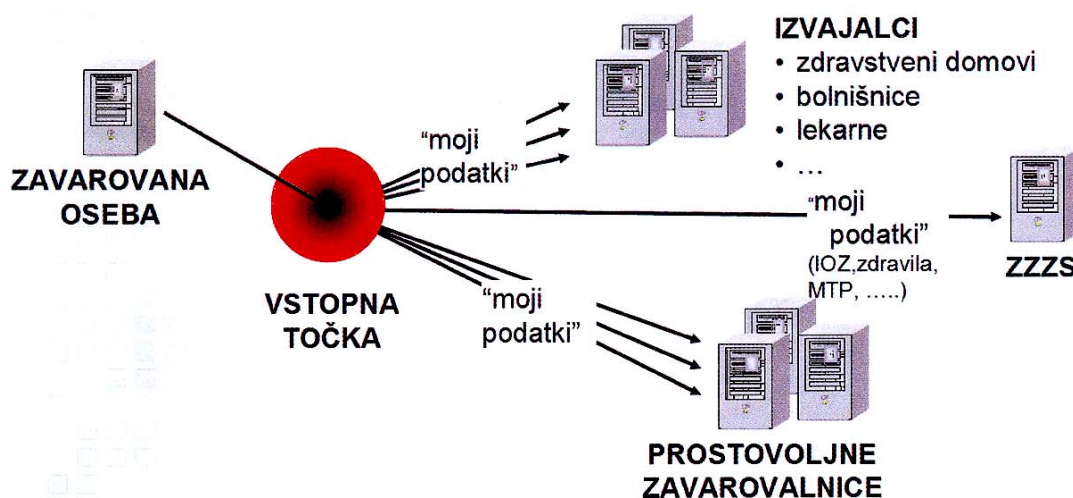 ZAVAROVANA
OSEBA
VSTOPNA
TOČKA
“moji
podatki”
IZVAJALCI
• zdravstveni domovi
• bolnišnice
• lekarne
• …
“moji
podatki”
(IOZ,zdravila,
MTP, …..)
ZZZS
“moji
podatki”
PROSTOVOLJNE
ZAVAROVALNICE